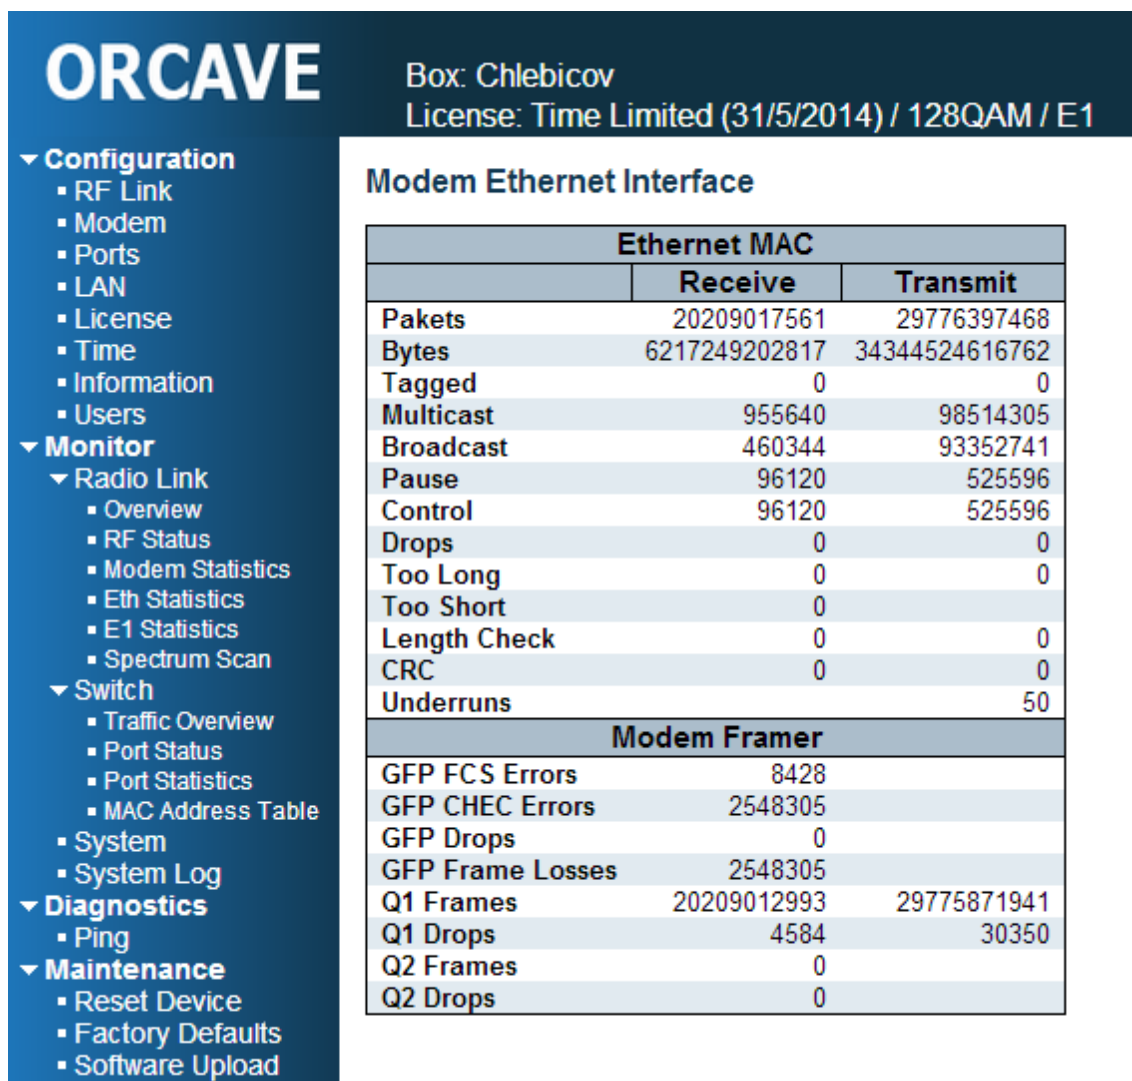 ORCAVE
Box: Chlebicov
License: Time Limited (31/5/2014) / 128QAM / E1
Configuration
RF Link
Modem
Ports
LAN
License
Time
Information
Users
Monitor
Radio Link
Overview
RF Status
Modem Statistics
Eth Statistics
E1 Statistics
Spectrum Scan
Switch
Traffic Overview
Port Status
Port Statistics
MAC Address Table
System
System Log
Diagnostics
Ping
Maintenance
Reset Device
Factory Defaults
Software Upload
Modem Ethernet Interface
Ethernet MAC
Receive Transmit
Pakets 20209017561 29776397468
Bytes 6217249202817 34344524616762
Tagged 0 0
Multicast 955640 98514305
Broadcast 460344 93352741
Pause 96120 525596
Control 96120 525596
Drops 0 0
Too Long 0 0
Too Short 0
Length Check 0 0
CRC 0 0
Underruns 50
Modem Framer
GFP FCS Errors 8428
GFP CHEC Errors 2548305
GFP Drops 0
GFP Frame Losses 2548305
Q1 Frames 20209012993 29775871941
Q1 Drops 4584 30350
Q2 Frames 0
Q2 Drops 0